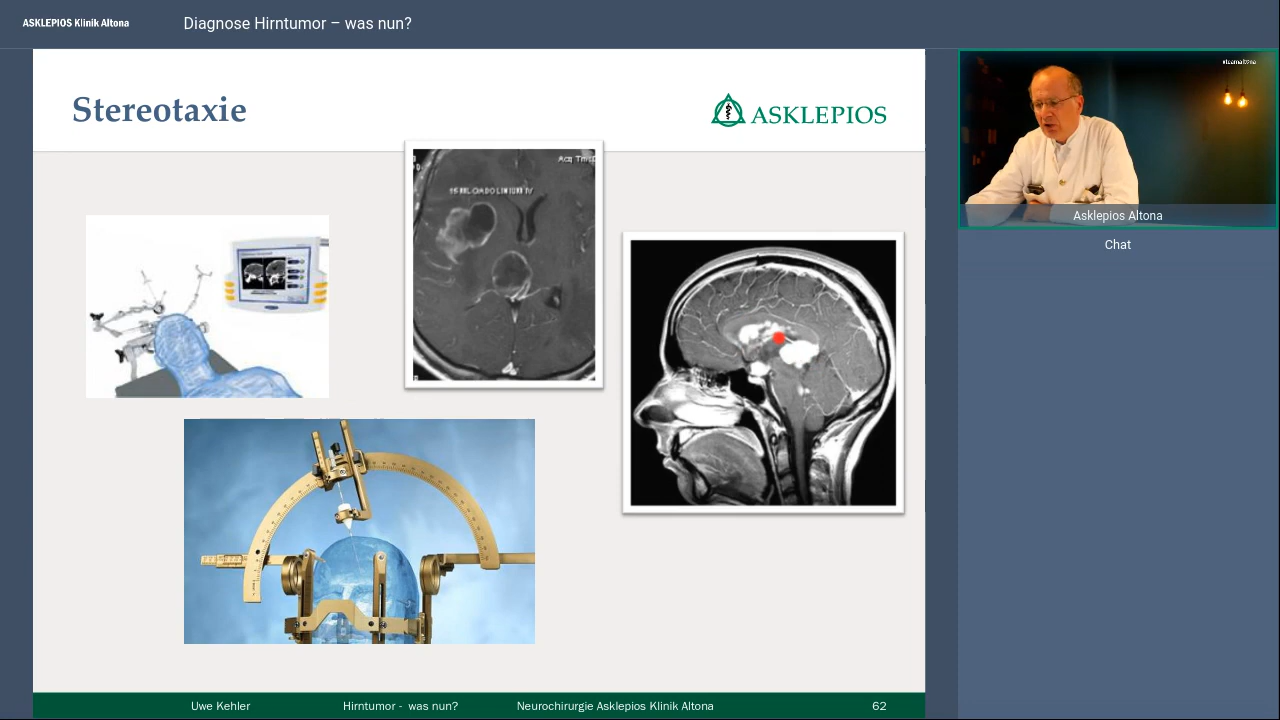 ASKLEPIOS Klinik Altona
Diagnose Hirntumor – was nun?
Stereotaxie
ASKLEPIOS
Asklepios Altona
Chat
Uwe Kehler
Hirntumor - was nun?
Neurochirurgie Asklepios Klinik Altona
62